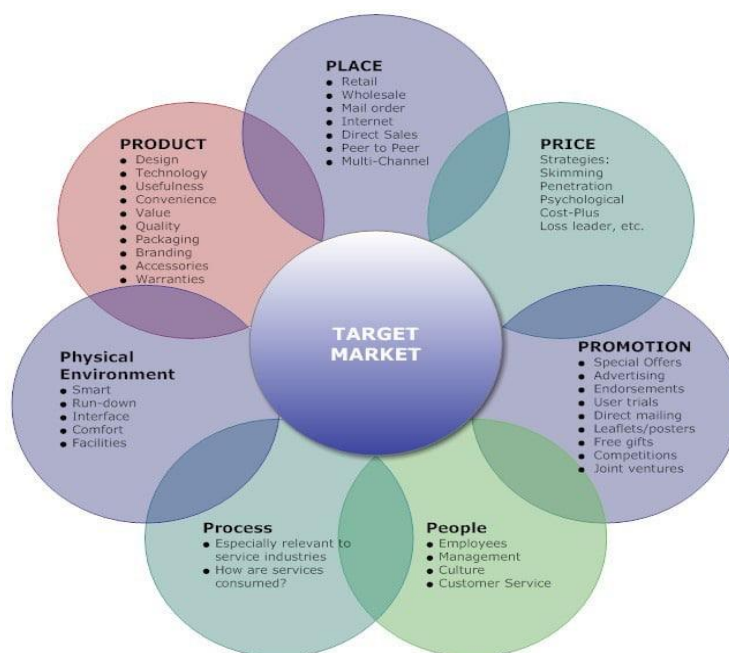 PLACE
Retail
Wholesale
Mail order
Internet
Direct Sales
Peer to Peer
Multi-Channel
PRODUCT
Design
Technology
Usefulness
Convenience
Value
Quality
Packaging
Branding
Accessories
Warranties
PRICE
Strategies:
Skimming
Penetration
Psychological
Cost-Plus
Loss leader, etc.
TARGET
MARKET
Physical
Environment
Smart
Run-down
Interface
Comfort
Facilities
PROMOTION
Special Offers
Advertising
Endorsements
User trials
Direct mailing
Leaflets/posters
Free gifts
Competitions
Joint ventures
Process
Especially relevant to
service industries
How are services
consumed?
People
Employees
Management
Culture
Customer Service